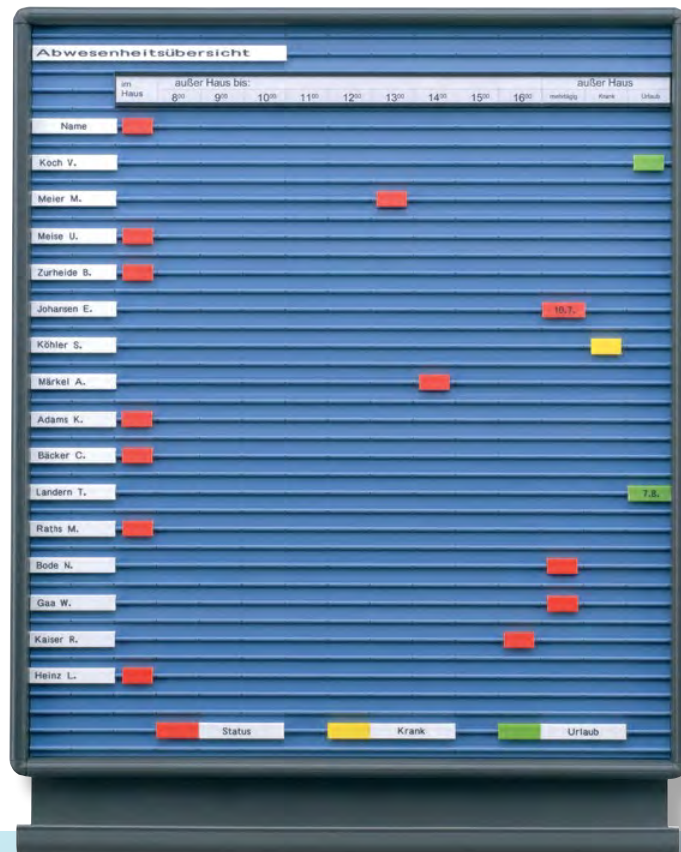 Abwesenheitsübersicht
im Haus außer Haus bis: außer Haus
8⁰⁰ 9⁰⁰ 10⁰⁰ 11⁰⁰ 12⁰⁰ 13⁰⁰ 14⁰⁰ 15⁰⁰ 16⁰⁰ mehrtägig Krank Urlaub
Name
Koch V.
Meier M.
Meise U.
Zurheide B.
Johansen E. 10.7.
Köhler S.
Märkel A.
Adams K.
Bäcker C.
Landern T. 7.8.
Raths M.
Bode N.
Gaa W.
Kaiser R.
Heinz L.
Status Krank Urlaub